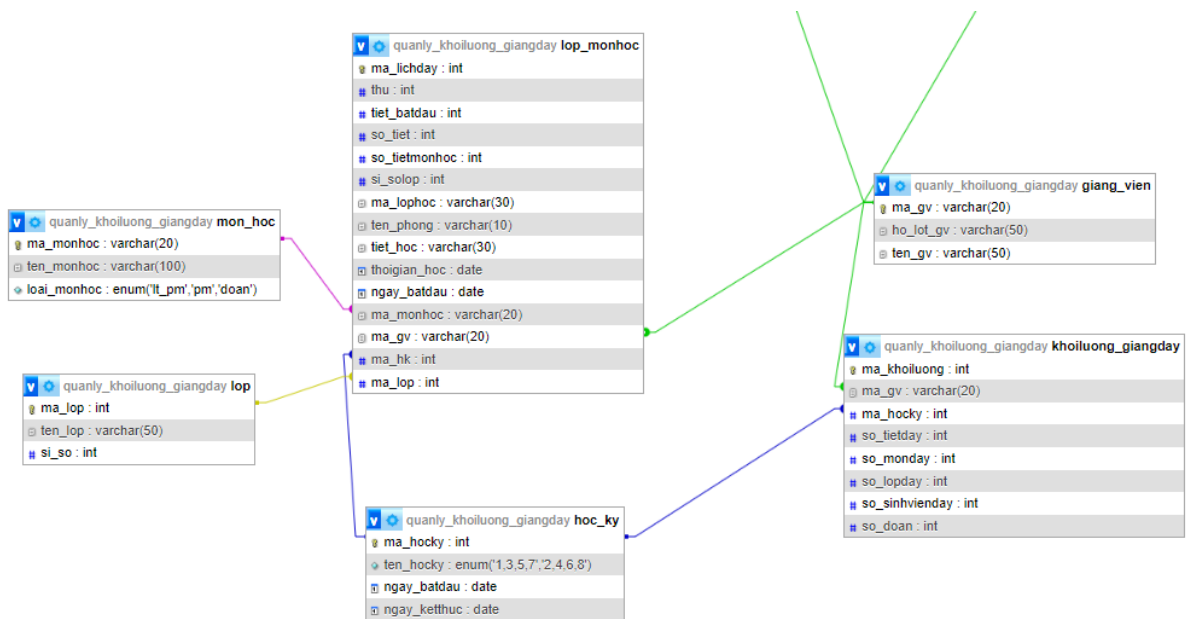 quanly_khoiluong_giangday lop_monhoc
ma_lichday : int
thu : int
tiet_batdau : int
so_tiet : int
so_tietmonhoc : int
si_solop : int
ma_lophoc : varchar(30)
ten_phong : varchar(10)
tiet_hoc : varchar(30)
thoigian_hoc : date
ngay_batdau : date
ma_monhoc : varchar(20)
ma_gv : varchar(20)
ma_hk : int
ma_lop : int
quanly_khoiluong_giangday giang_vien
ma_gv : varchar(20)
ho_lot_gv : varchar(50)
ten_gv : varchar(50)
quanly_khoiluong_giangday mon_hoc
ma_monhoc : varchar(20)
ten_monhoc : varchar(100)
loai_monhoc : enum('lt_pm','pm','doan')
quanly_khoiluong_giangday khoiluong_giangday
ma_khoiluong : int
ma_gv : varchar(20)
ma_hocky : int
so_tietday : int
so_monday : int
so_lopday : int
so_sinhvienday : int
so_doan : int
quanly_khoiluong_giangday lop
ma_lop : int
ten_lop : varchar(50)
si_so : int
quanly_khoiluong_giangday hoc_ky
ma_hocky : int
ten_hocky : enum('1,3,5,7','2,4,6,8')
ngay_batdau : date
ngay_ketthuc : date